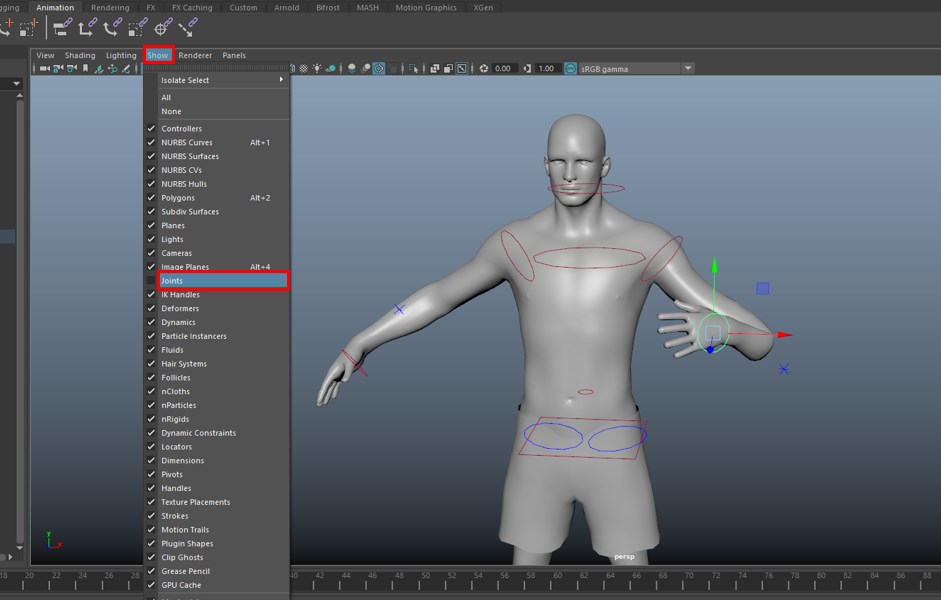 gging Animation Rendering FX FX Caching Custom Arnold Bifrost MASH Motion Graphics XGen
View Shading Lighting Show Renderer Panels
0.00 1.00 sRGB gamma
Isolate Select
All
None
Controllers
NURBS Curves Alt+1
NURBS Surfaces
NURBS CVs
NURBS Hulls
Polygons Alt+2
Subdiv Surfaces
Planes
Lights
Cameras
Image Planes Alt+4
Joints
IK Handles
Deformers
Dynamics
Particle Instancers
Fluids
Hair Systems
Follicles
nCloths
nParticles
nRigids
Dynamic Constraints
Locators
Dimensions
Pivots
Handles
Texture Placements
Strokes
Motion Trails
Plugin Shapes
Clip Ghosts
Grease Pencil
GPU Cache
y
x
persp
18 20 22 24 26 28 40 42 44 46 48 50 52 54 56 58 60 62 64 66 68 70 72 74 76 78 80 82 84 86 88